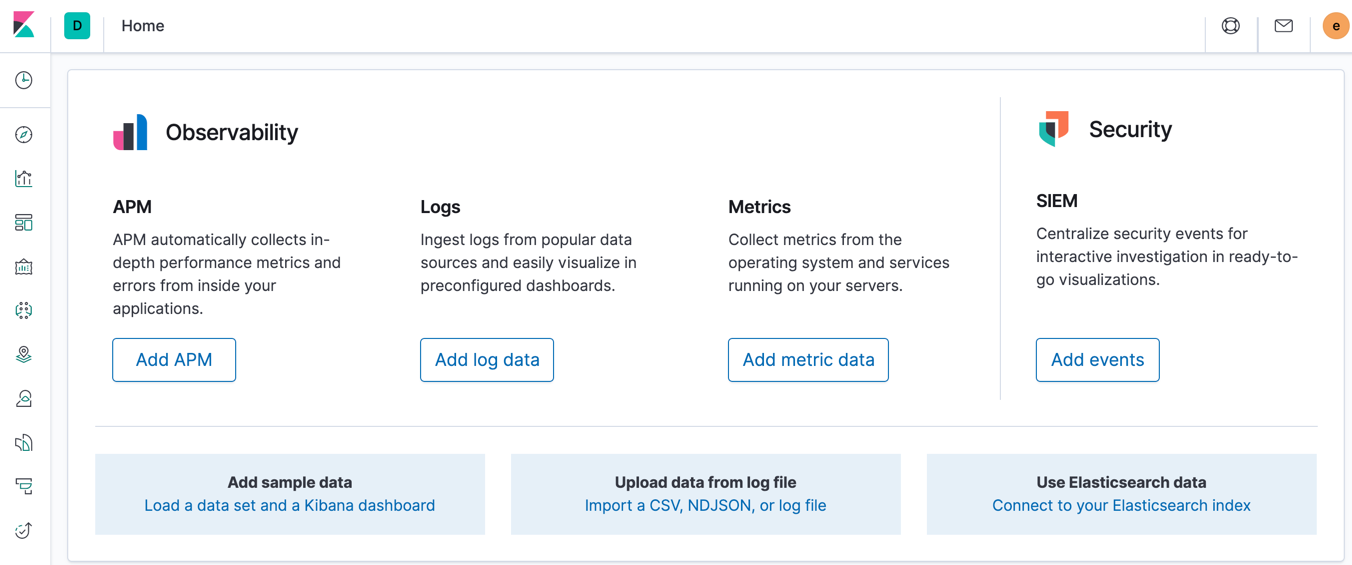 D
Home
e
Observability
Security
APM
APM automatically collects in-
depth performance metrics and
errors from inside your
applications.
Add APM
Logs
Ingest logs from popular data
sources and easily visualize in
preconfigured dashboards.
Add log data
Metrics
Collect metrics from the
operating system and services
running on your servers.
Add metric data
SIEM
Centralize security events for
interactive investigation in ready-to-
go visualizations.
Add events
Add sample data
Load a data set and a Kibana dashboard
Upload data from log file
Import a CSV, NDJSON, or log file
Use Elasticsearch data
Connect to your Elasticsearch index